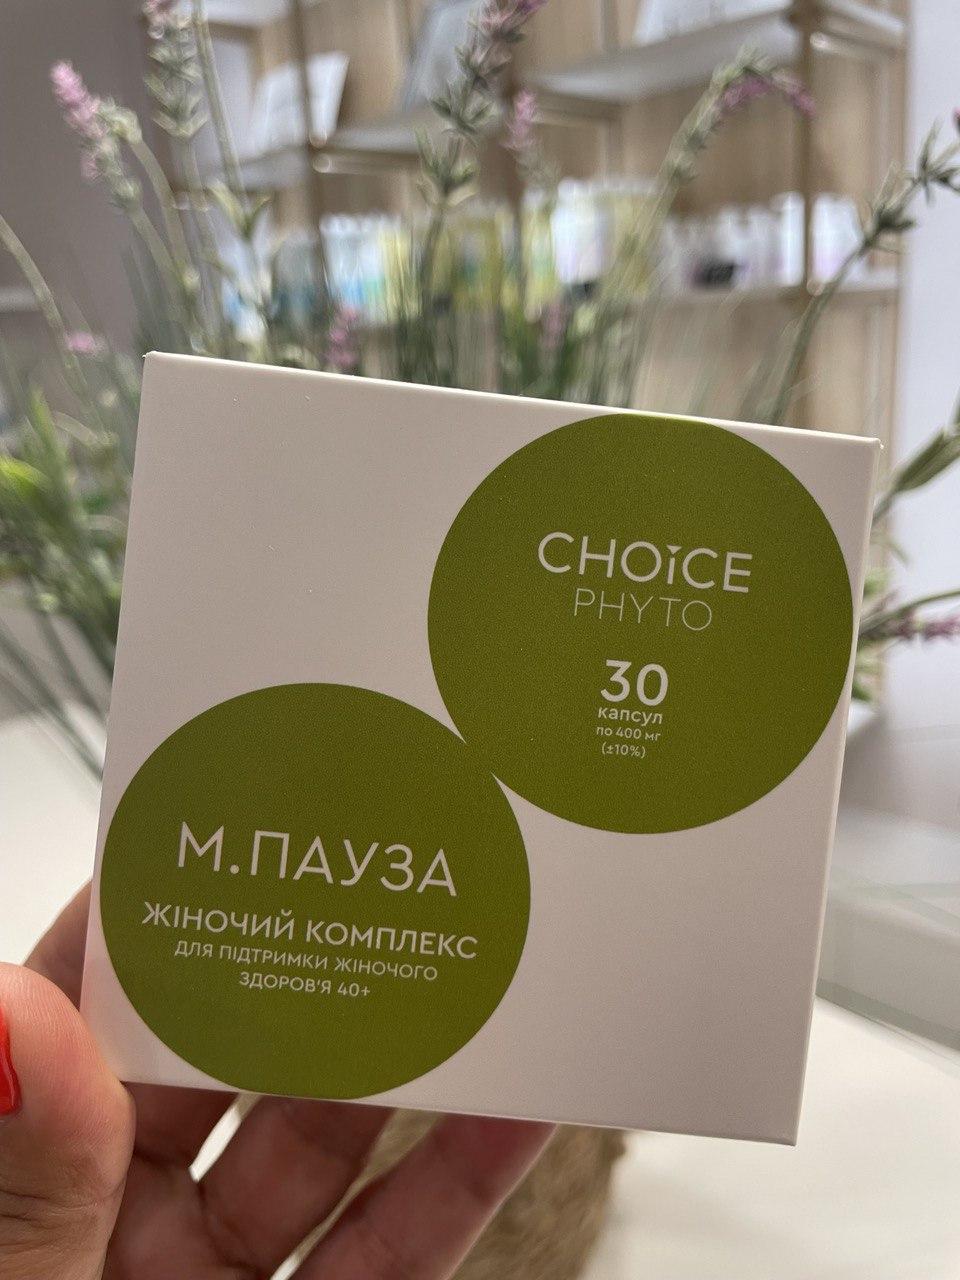 CHOICE
PHYTO
30
капсул
по 400 мг
(±10%)
М.ПАУЗА
ЖІНОЧИЙ КОМПЛЕКС
ДЛЯ ПІДТРИМКИ ЖІНОЧОГО
ЗДОРОВ'Я 40+